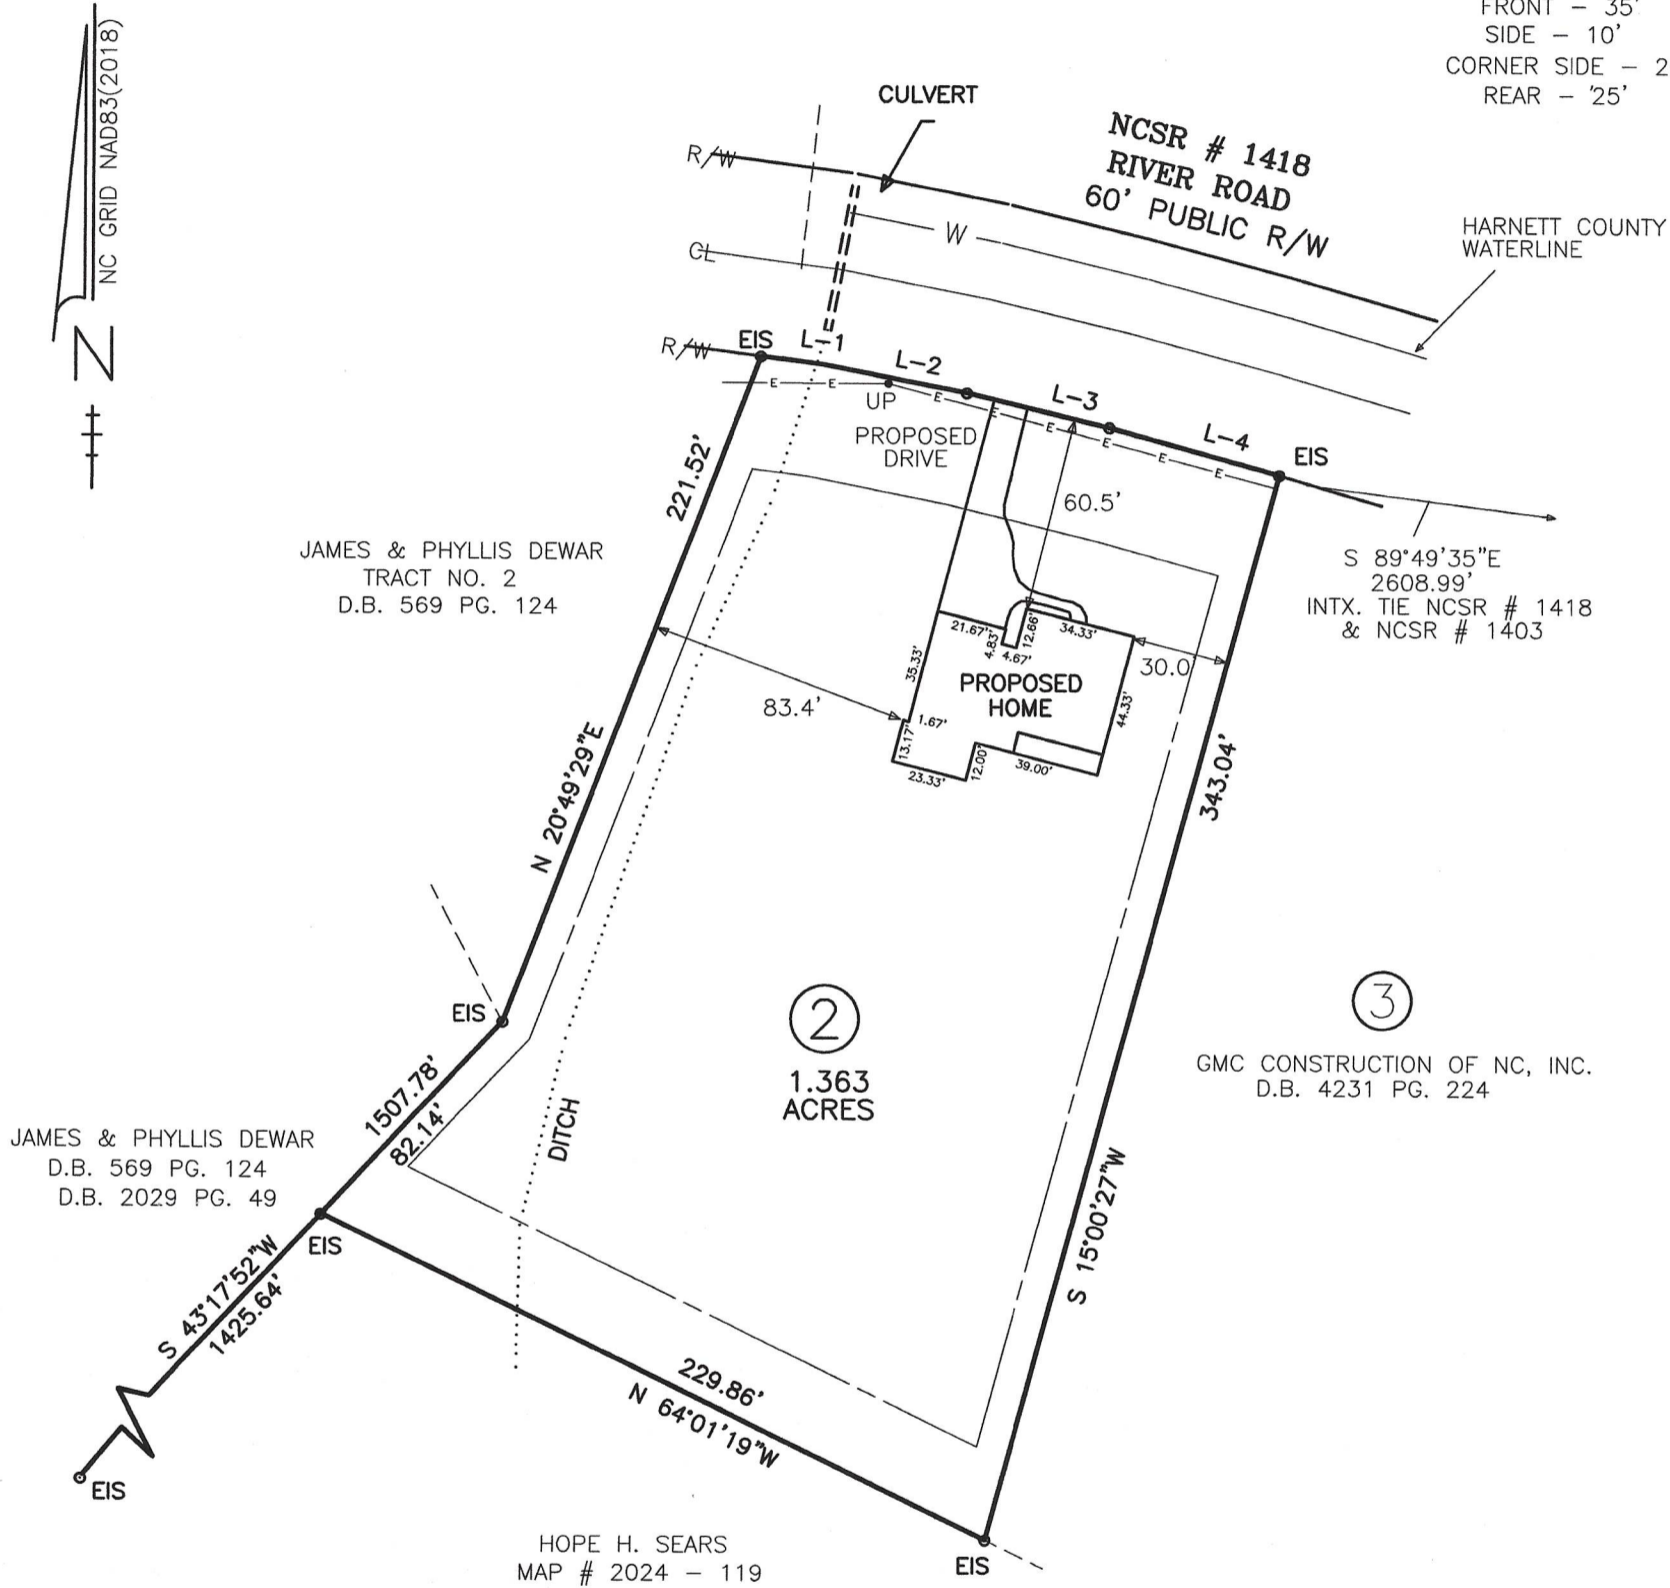 FRONT – 35'
SIDE – 10'
CORNER SIDE – 2
REAR – '25'
NC GRID NAD83(2018)
N
CULVERT
NCSR # 1418
RIVER ROAD
60' PUBLIC R/W
R/W
W
HARNETT COUNTY
WATERLINE
CL
R/W
EIS
L-1
L-2
L-3
L-4
EIS
E
E
E
E
E
E
E
E
UP
PROPOSED
DRIVE
60.5'
221.52'
S 89°49'35"E
2608.99'
INTX. TIE NCSR # 1418
& NCSR # 1403
JAMES & PHYLLIS DEWAR
TRACT NO. 2
D.B. 569 PG. 124
21.67'
4.83'
4.67'
12.66'
34.33'
30.0'
35.33'
PROPOSED
HOME
44.33'
83.4'
1.67'
13.17'
23.33'
12.00'
39.00'
343.04'
N 20°49'29"E
EIS
2
1.363
ACRES
3
GMC CONSTRUCTION OF NC, INC.
D.B. 4231 PG. 224
1507.78'
82.14'
DITCH
JAMES & PHYLLIS DEWAR
D.B. 569 PG. 124
D.B. 2029 PG. 49
S 15°00'27"W
EIS
S 43°17'52"W
1425.64'
229.86'
N 64°01'19"W
EIS
EIS
HOPE H. SEARS
MAP # 2024 – 119